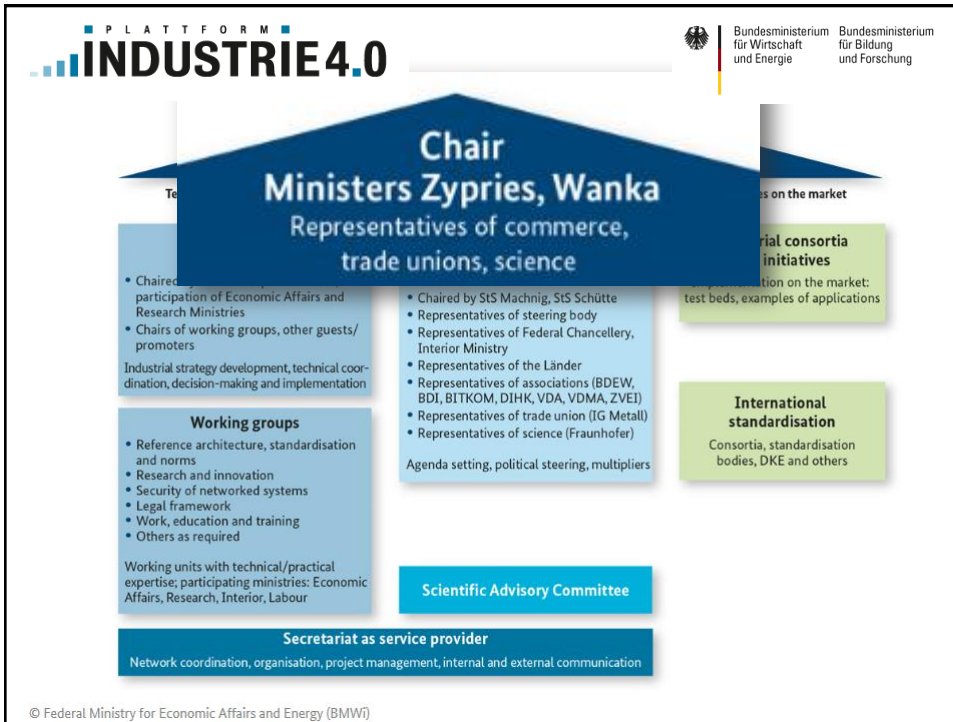 PLATTFORM
INDUSTRIE 4.0
Bundesministerium
für Wirtschaft
und Energie
Bundesministerium
für Bildung
und Forschung
Chair
Ministers Zypries, Wanka
Representatives of commerce,
trade unions, science
es on the market
• Chaired
participation of Economic Affairs and
Research Ministries
• Chairs of working groups, other guests/
promoters
Industrial strategy development, technical coor-
dination, decision-making and implementation
Working groups
• Reference architecture, standardisation
and norms
• Research and innovation
• Security of networked systems
• Legal framework
• Work, education and training
• Others as required
Working units with technical/practical
expertise; participating ministries: Economic
Affairs, Research, Interior, Labour
• Chaired by StS Machnig, StS Schütte
• Representatives of steering body
• Representatives of Federal Chancellery,
Interior Ministry
• Representatives of the Länder
• Representatives of associations (BDEW,
BDI, BITKOM, DIHK, VDA, VDMA, ZVEI)
• Representatives of trade union (IG Metall)
• Representatives of science (Fraunhofer)
Agenda setting, political steering, multipliers
Scientific Advisory Committee
rial consortia
initiatives
on the market:
test beds, examples of applications
International
standardisation
Consortia, standardisation
bodies, DKE and others
Secretariat as service provider
Network coordination, organisation, project management, internal and external communication
© Federal Ministry for Economic Affairs and Energy (BMWi)